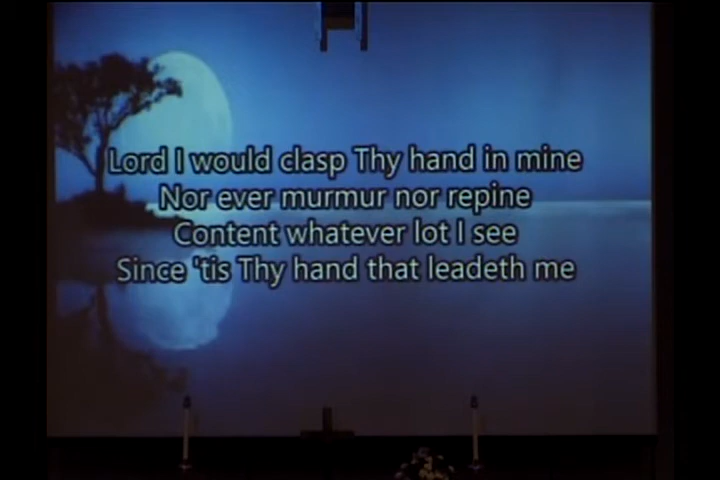 Lord I would clasp Thy hand in mine
Nor ever murmur nor repine
Content whatever lot I see
Since 'tis Thy hand that leadeth me